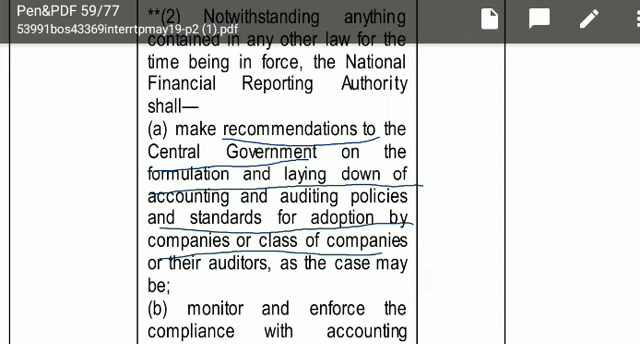 Pen&PDF 59/77
53991bos43369interrtpmay19-p2 (1).pdf
**(2) Notwithstanding anything
contained in any other law for the
time being in force, the National
Financial Reporting Authority
shall—
(a) make recommendations to the
Central Government on the
formulation and laying down of
accounting and auditing policies
and standards for adoption by
companies or class of companies
or their auditors, as the case may
be;
(b) monitor and enforce the
compliance with accounting